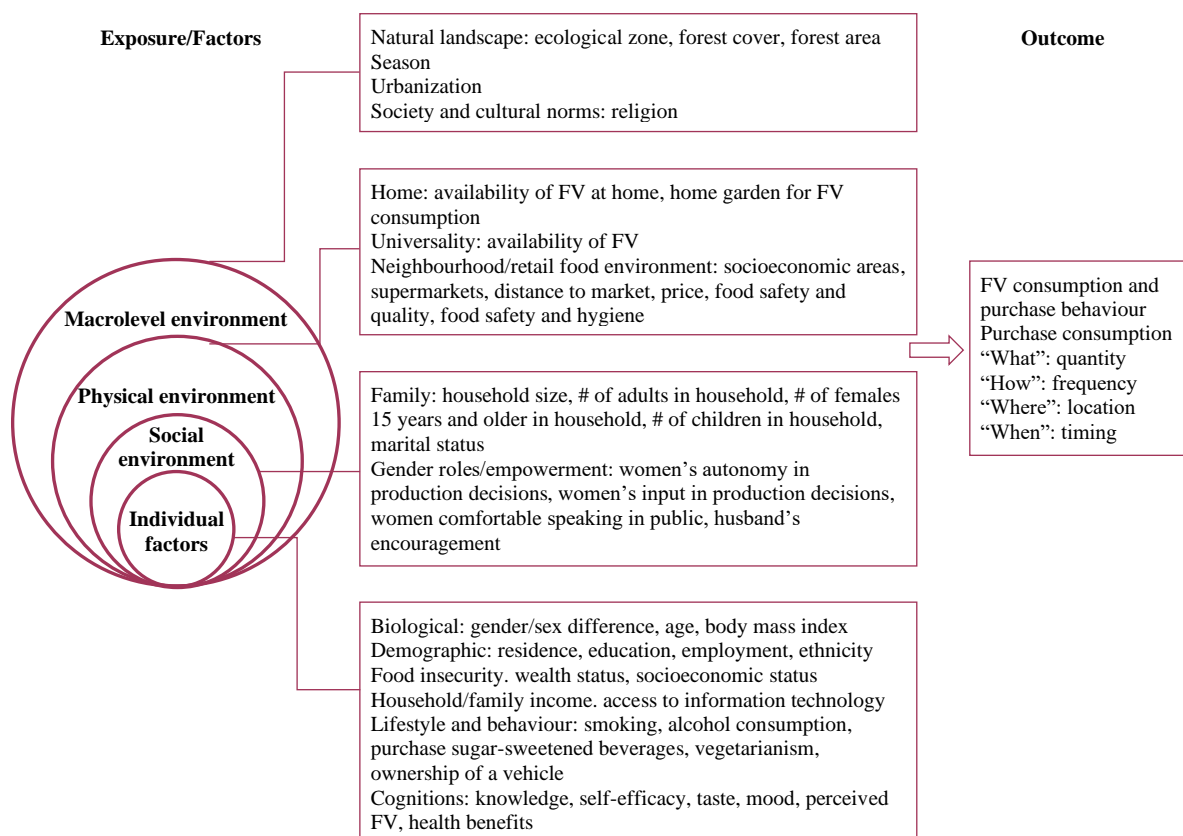 Exposure/Factors
Outcome
Natural landscape: ecological zone, forest cover, forest area
Season
Urbanization
Society and cultural norms: religion
Home: availability of FV at home, home garden for FV
consumption
Universality: availability of FV
Neighbourhood/retail food environment: socioeconomic areas,
supermarkets, distance to market, price, food safety and
quality, food safety and hygiene
Macrolevel environment
Physical environment
Social
environment
Individual
factors
Family: household size, # of adults in household, # of females
15 years and older in household, # of children in household,
marital status
Gender roles/empowerment: women’s autonomy in
production decisions, women’s input in production decisions,
women comfortable speaking in public, husband’s
encouragement
Biological: gender/sex difference, age, body mass index
Demographic: residence, education, employment, ethnicity
Food insecurity. wealth status, socioeconomic status
Household/family income. access to information technology
Lifestyle and behaviour: smoking, alcohol consumption,
purchase sugar-sweetened beverages, vegetarianism,
ownership of a vehicle
Cognitions: knowledge, self-efficacy, taste, mood, perceived
FV, health benefits
FV consumption and
purchase behaviour
Purchase consumption
“What”: quantity
“How”: frequency
“Where”: location
“When”: timing